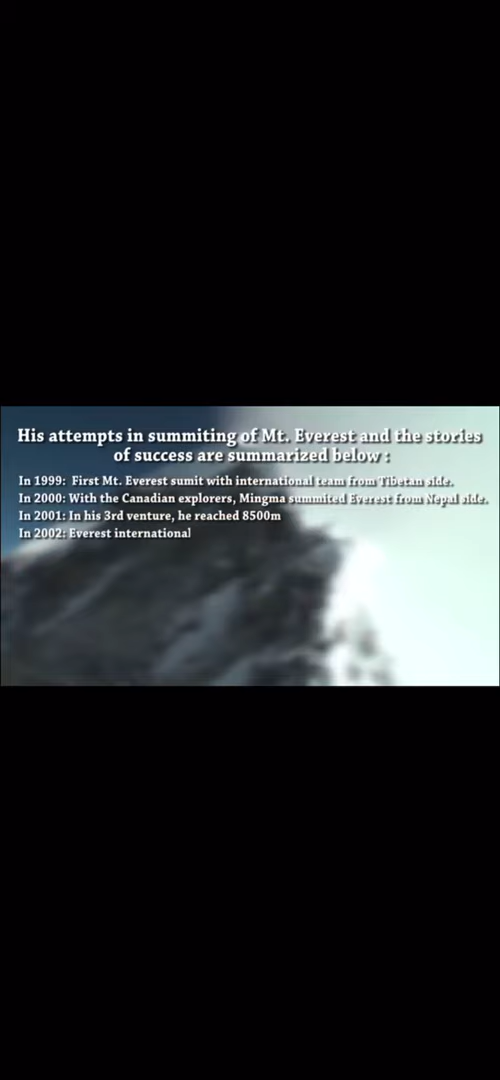 His attempts in summiting of Mt. Everest and the stories
of success are summarized below :
In 1999: First Mt. Everest sumit with international team from Tibetan side.
In 2000: With the Canadian explorers, Mingma summited Everest from Nepal side.
In 2001: In his 3rd venture, he reached 8500m
In 2002: Everest international